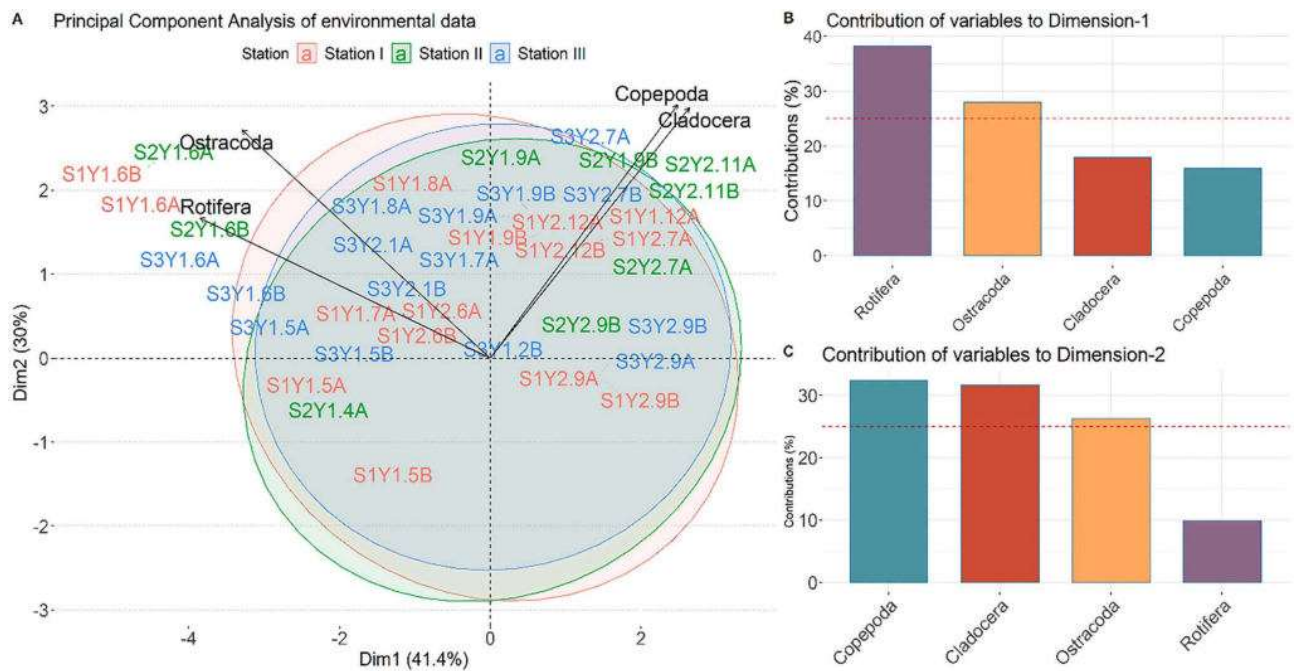 A Principal Component Analysis of environmental data
Station a Station I a Station II a Station III
3
2
1
0
-1
-2
-3
Dim2 (30%)
Copepoda
Cladocera
Ostracoda
Rotifera
S3Y2.7A
S2Y1.6A
S2Y1.9A
S2Y1.9B
S2Y2.11A
S1Y1.6B
S1Y1.8A
S3Y1.9B
S3Y2.7B
S2Y2.11B
S1Y1.6A
S3Y1.8A
S3Y1.9A
S1Y2.12A
S1Y1.12A
S2Y1.6B
S3Y2.1A
S1Y1.9B
S1Y2.12B
S1Y2.7A
S3Y1.6A
S3Y1.7A
S2Y2.7A
S3Y1.6B
S3Y2.1B
S3Y1.5A
S1Y1.7A
S1Y2.6A
S2Y2.9B
S3Y2.9B
S1Y2.6B
S3Y1.5B
S3Y1.2B
S3Y2.9A
S1Y1.5A
S1Y2.9A
S2Y1.4A
S1Y2.9B
S1Y1.5B
-4
-2
0
2
Dim1 (41.4%)
B Contribution of variables to Dimension-1
Contributions (%)
40
30
20
10
0
Rotifera
Ostracoda
Cladocera
Copepoda
C Contribution of variables to Dimension-2
Contributions (%)
30
20
10
0
Copepoda
Cladocera
Ostracoda
Rotifera